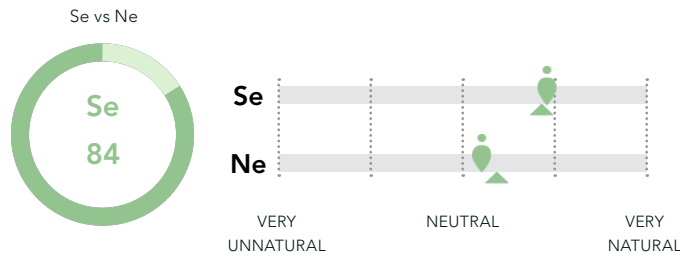 Se vs Ne
Se
84
Se
Ne
VERY
UNNATURAL
NEUTRAL
VERY
NATURAL